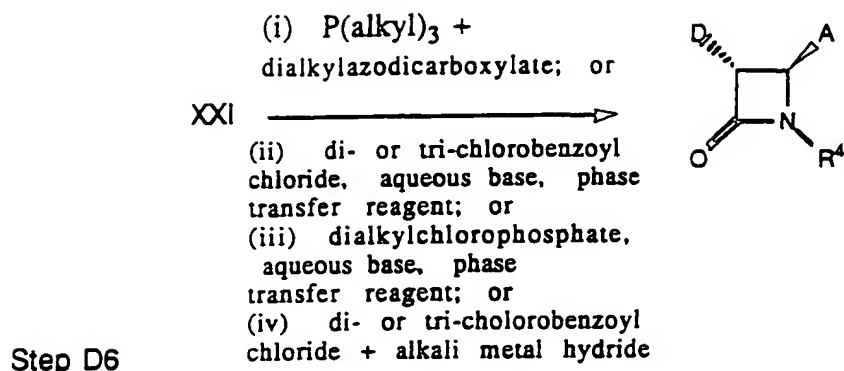 (i) P(alkyl)3 +
dialkylazodicarboxylate; or
XXI
(ii) di- or tri-chlorobenzoyl
chloride, aqueous base, phase
transfer reagent; or
(iii) dialkylchlorophosphate,
aqueous base, phase
transfer reagent; or
(iv) di- or tri-cholorobenzoyl
chloride + alkali metal hydride
Step D6
D A
N
O R4